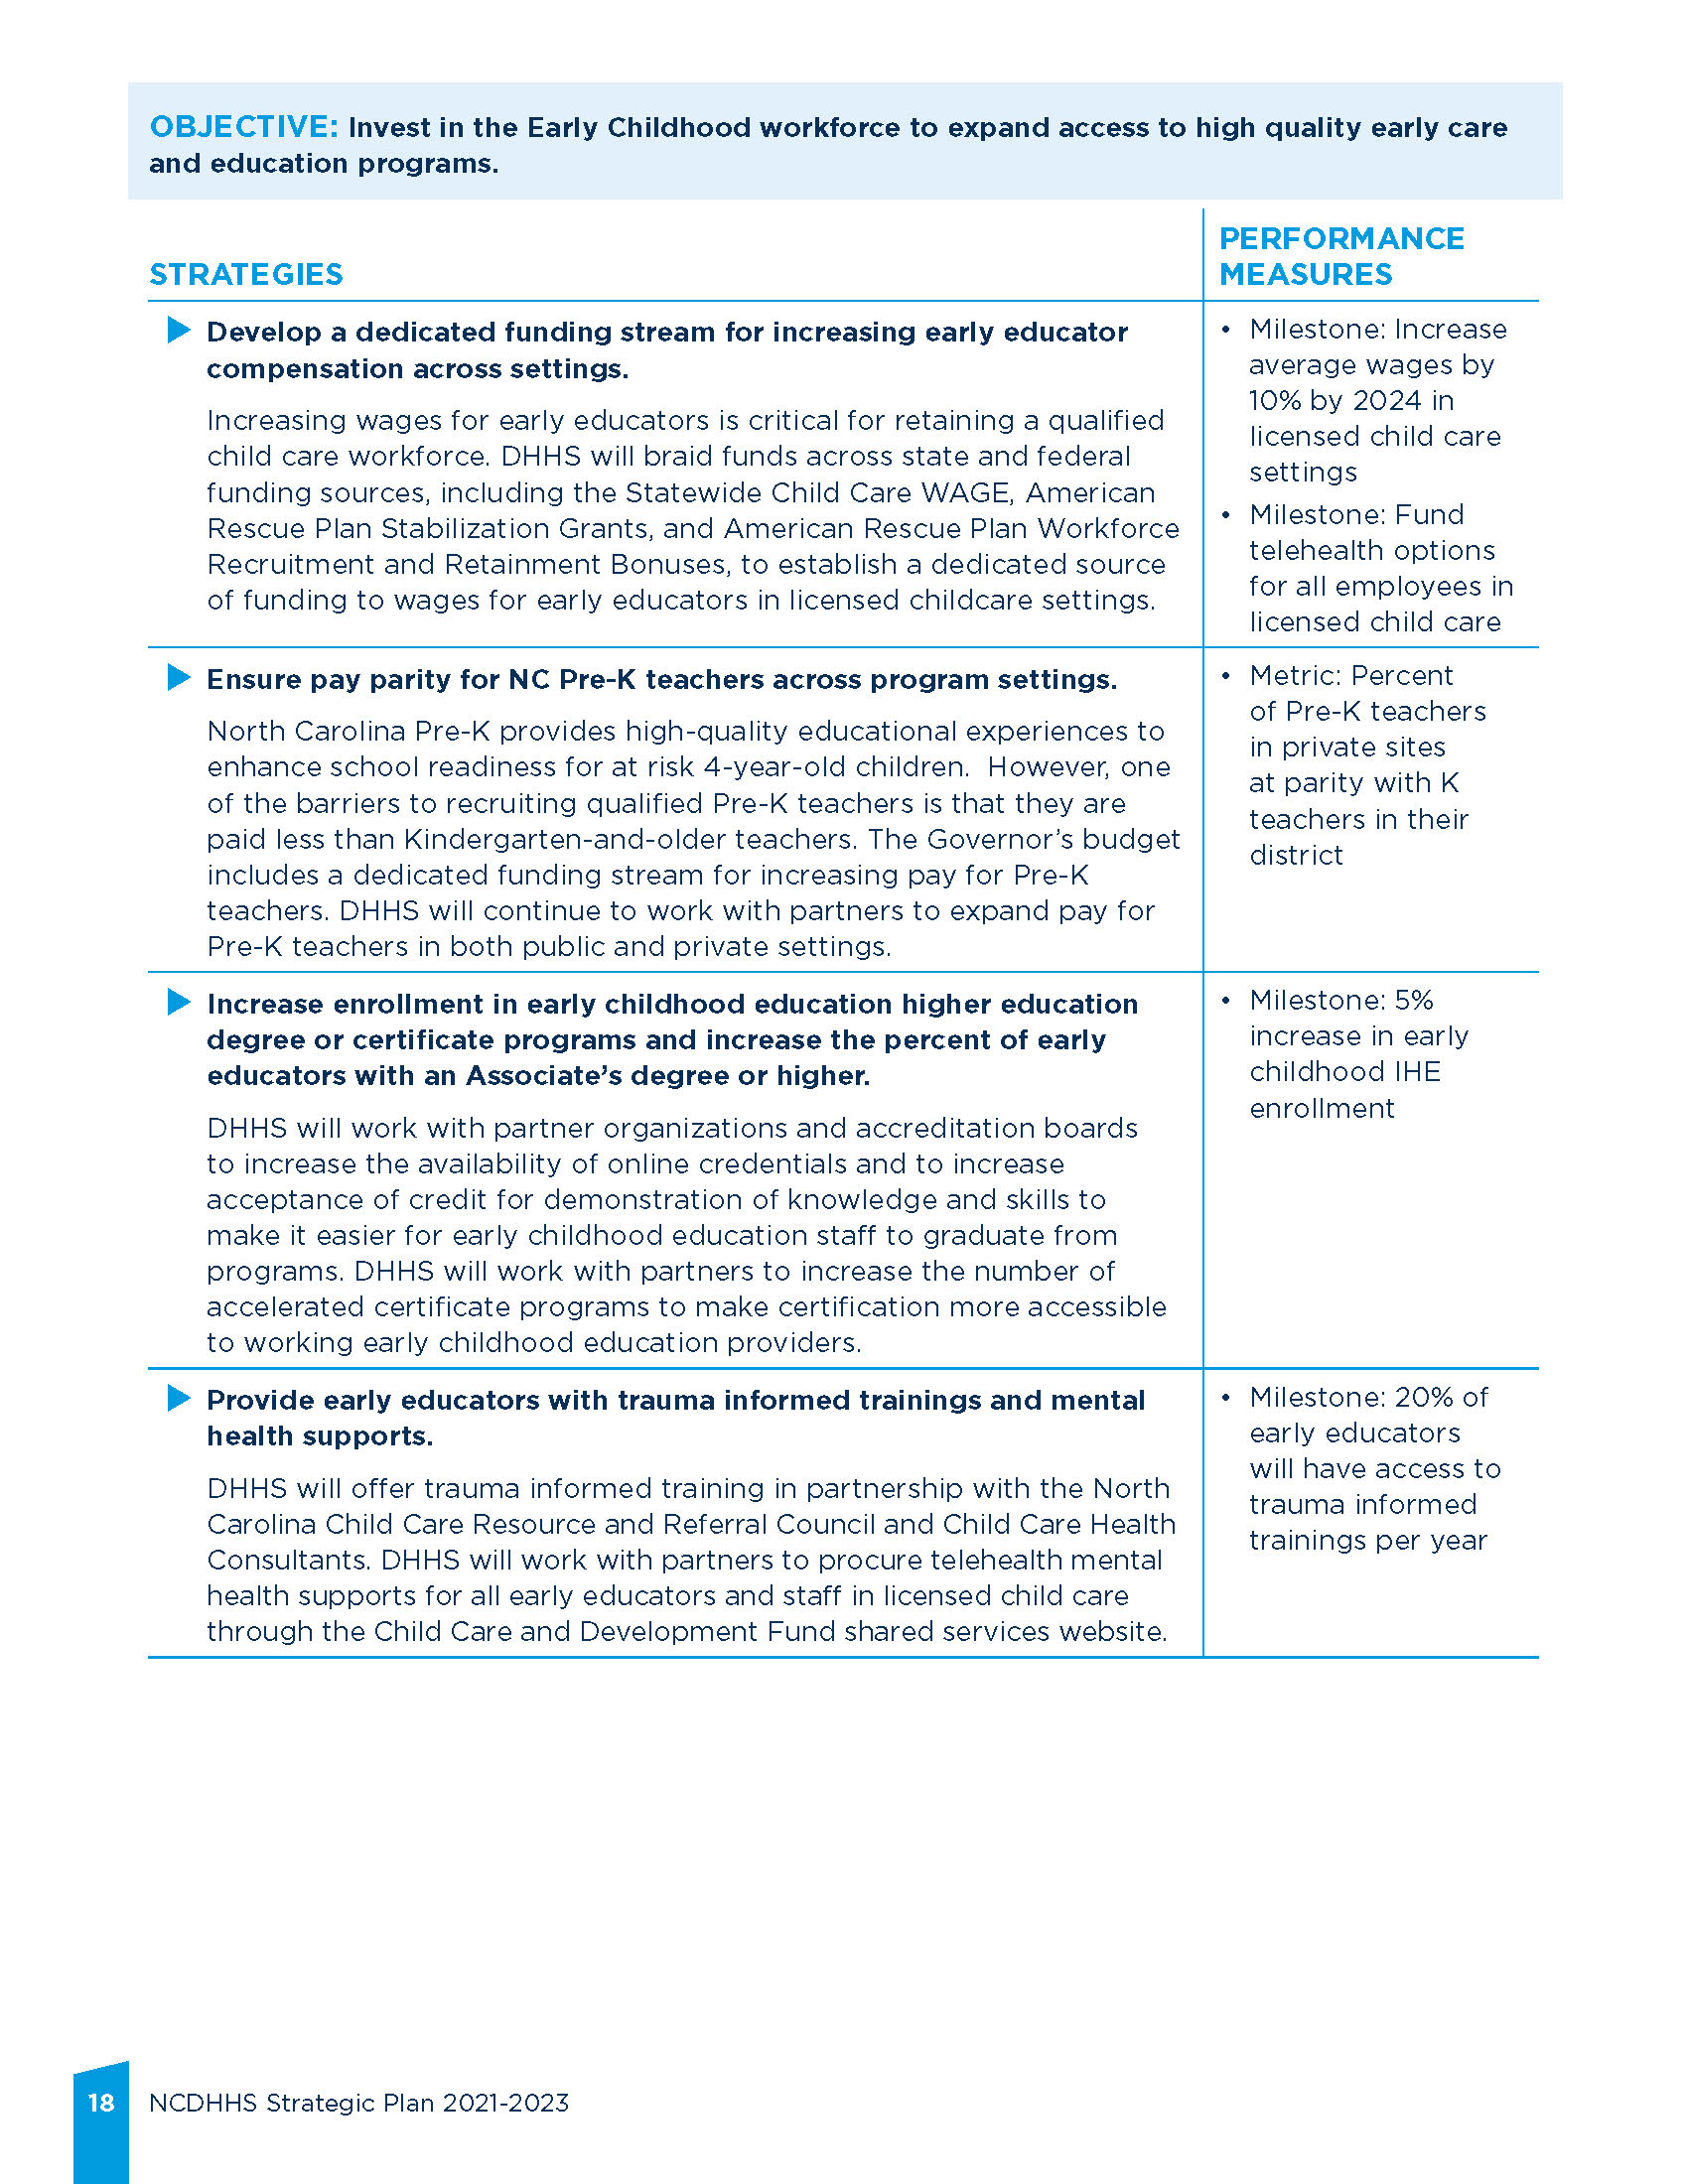 OBJECTIVE: Invest in the Early Childhood workforce to expand access to high quality early care
and education programs.
STRATEGIES
PERFORMANCE
MEASURES
Develop a dedicated funding stream for increasing early educator
compensation across settings.
Increasing wages for early educators is critical for retaining a qualified
child care workforce. DHHS will braid funds across state and federal
funding sources, including the Statewide Child Care WAGE, American
Rescue Plan Stabilization Grants, and American Rescue Plan Workforce
Recruitment and Retainment Bonuses, to establish a dedicated source
of funding to wages for early educators in licensed childcare settings.
• Milestone: Increase
average wages by
10% by 2024 in
licensed child care
settings
• Milestone: Fund
telehealth options
for all employees in
licensed child care
Ensure pay parity for NC Pre-K teachers across program settings.
North Carolina Pre-K provides high-quality educational experiences to
enhance school readiness for at risk 4-year-old children.  However, one
of the barriers to recruiting qualified Pre-K teachers is that they are
paid less than Kindergarten-and-older teachers. The Governor’s budget
includes a dedicated funding stream for increasing pay for Pre-K
teachers. DHHS will continue to work with partners to expand pay for
Pre-K teachers in both public and private settings.
• Metric: Percent
of Pre-K teachers
in private sites
at parity with K
teachers in their
district
Increase enrollment in early childhood education higher education
degree or certificate programs and increase the percent of early
educators with an Associate’s degree or higher.
DHHS will work with partner organizations and accreditation boards
to increase the availability of online credentials and to increase
acceptance of credit for demonstration of knowledge and skills to
make it easier for early childhood education staff to graduate from
programs. DHHS will work with partners to increase the number of
accelerated certificate programs to make certification more accessible
to working early childhood education providers.
• Milestone: 5%
increase in early
childhood IHE
enrollment
Provide early educators with trauma informed trainings and mental
health supports.
DHHS will offer trauma informed training in partnership with the North
Carolina Child Care Resource and Referral Council and Child Care Health
Consultants. DHHS will work with partners to procure telehealth mental
health supports for all early educators and staff in licensed child care
through the Child Care and Development Fund shared services website.
• Milestone: 20% of
early educators
will have access to
trauma informed
trainings per year
18 NCDHHS Strategic Plan 2021-2023